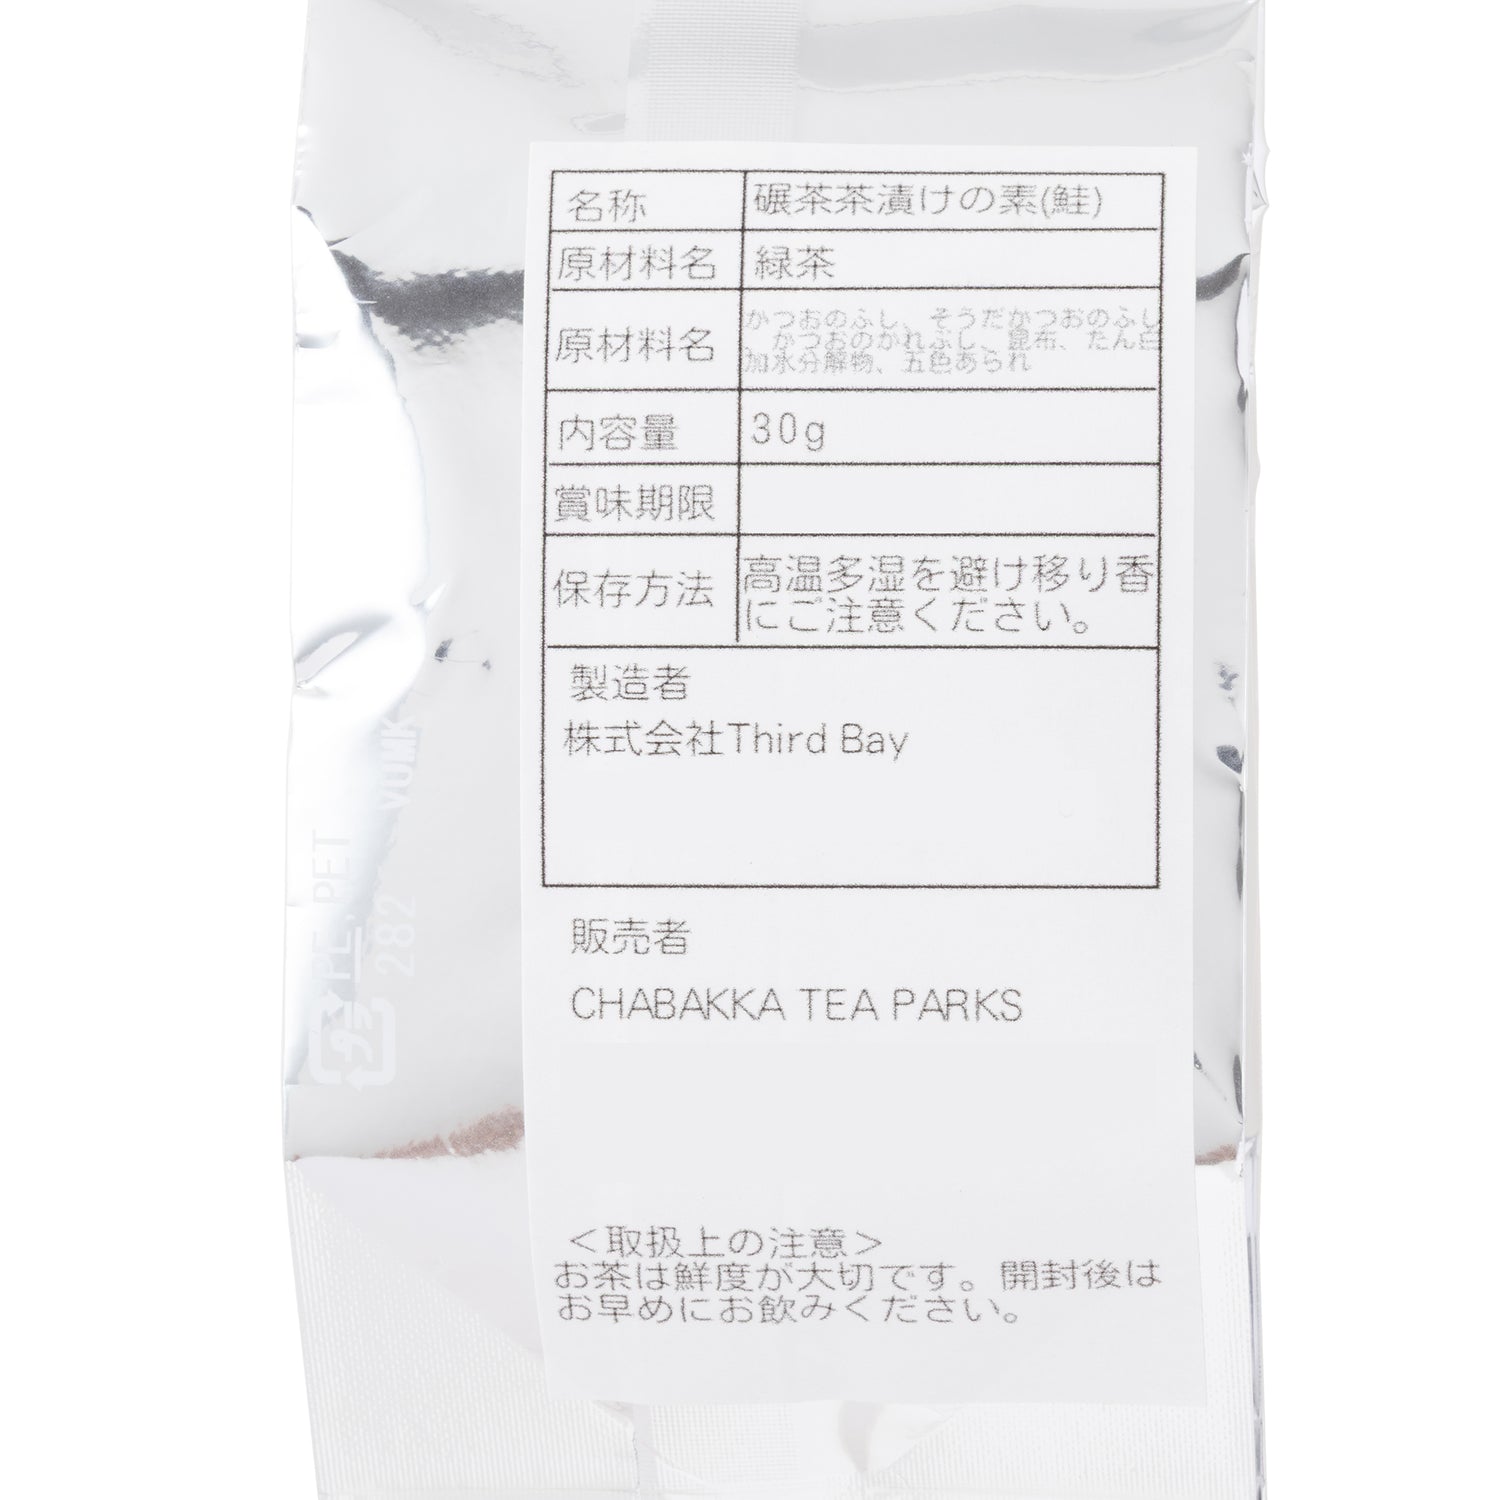 名称 碾茶茶漬けの素(鮭)
原材料名 緑茶
原材料名 かつおのふし、そうだかつおのふし
、かつおのかれぶし、昆布、たん白
加水分解物、五色あられ
内容量 30g
賞味期限
保存方法 高温多湿を避け移り香
にご注意ください。
製造者
株式会社Third Bay
販売者
CHABAKKA TEA PARKS
＜取扱上の注意＞
お茶は鮮度が大切です。開封後は
お早めにお飲みください。
VUMK
PE, PET
282
プラ